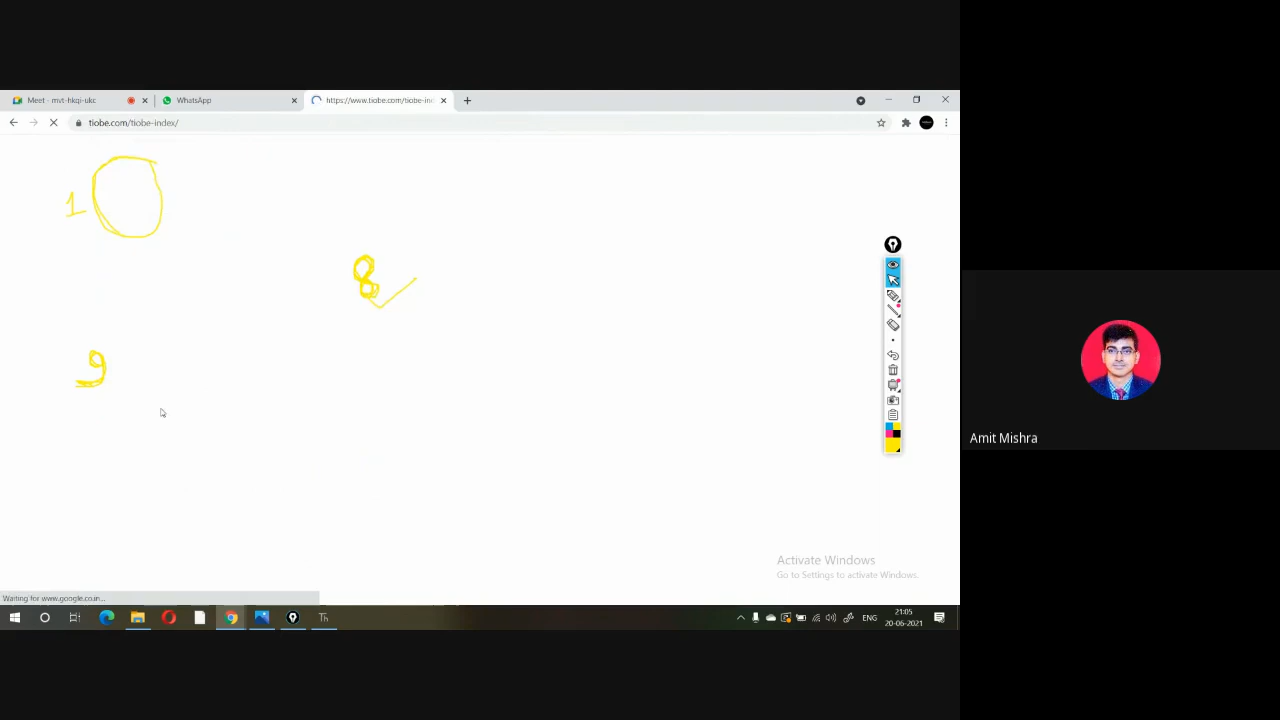 Meet - mvt-hkqi-ukc
WhatsApp
https://www.tiobe.com/tiobe-in
tiobe.com/tiobe-index/
1
8
9
Amit Mishra
Activate Windows
Go to Settings to activate Windows.
Waiting for www.google.co.in...
Th
ENG
21:05
20-06-2021